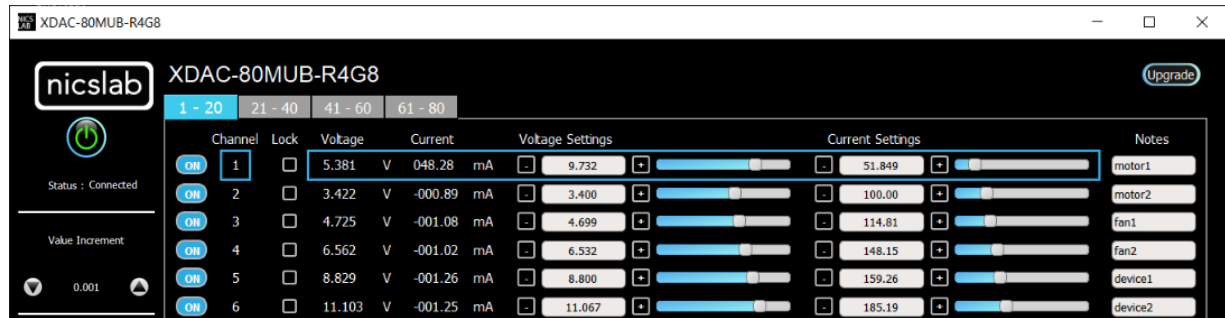 NICS LAB XDAC-80MUB-R4G8
nicslab XDAC-80MUB-R4G8 Upgrade
1 - 20 21 - 40 41 - 60 61 - 80
Channel Lock Voltage Current Voltage Settings Current Settings Notes
ON 1 5.381 V 048.28 mA - 9.732 + - 51.849 + motor1
Status : Connected
ON 2 3.422 V -000.89 mA - 3.400 + - 100.00 + motor2
ON 3 4.725 V -001.08 mA - 4.699 + - 114.81 + fan1
Value Increment
ON 4 6.562 V -001.02 mA - 6.532 + - 148.15 + fan2
0.001 ON 5 8.829 V -001.26 mA - 8.800 + - 159.26 + device1
ON 6 11.103 V -001.25 mA - 11.067 + - 185.19 + device2